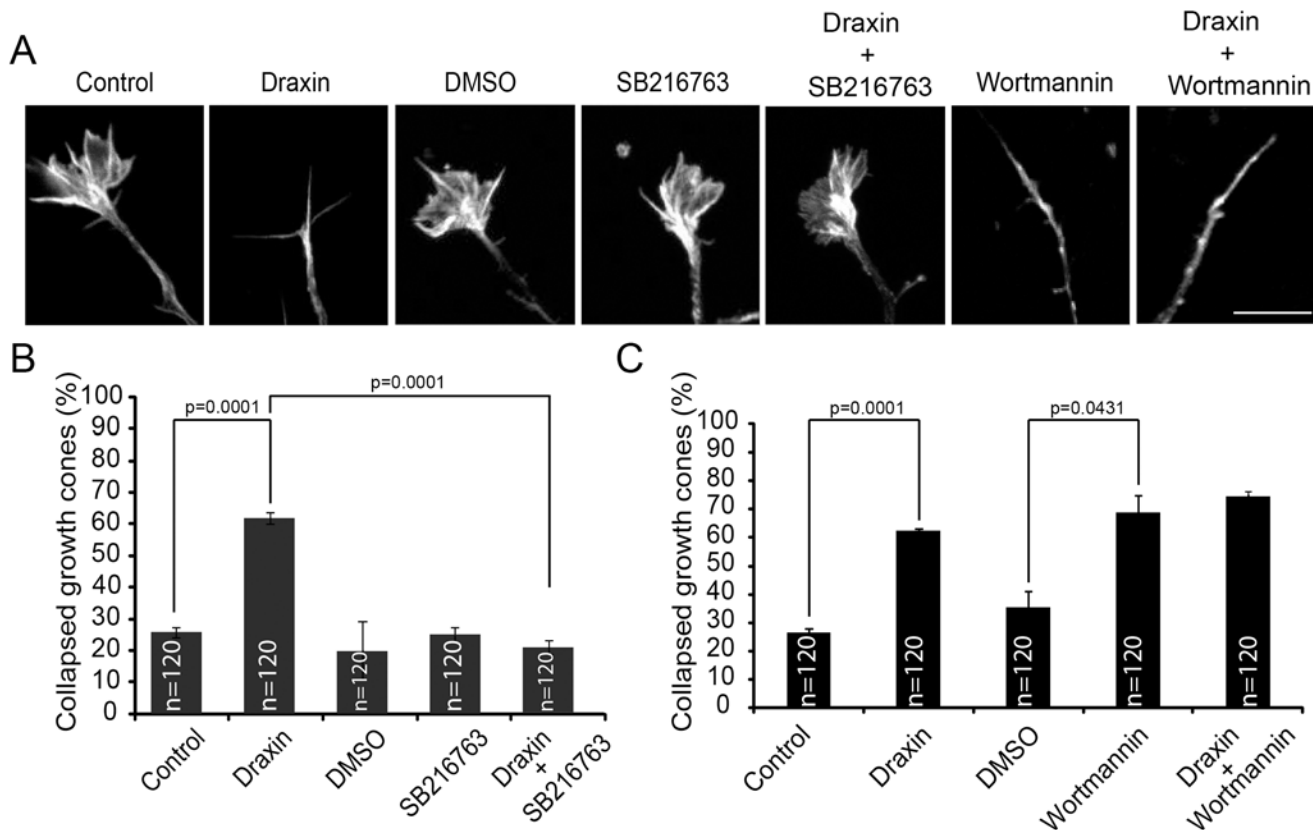 A
Control
Draxin
DMSO
SB216763
Draxin
+
SB216763
Wortmannin
Draxin
+
Wortmannin
B
Collapsed growth cones (%)
100
90
80
70
60
50
40
30
20
10
0
p=0.0001
p=0.0001
n=120
n=120
n=120
n=120
n=120
Control
Draxin
DMSO
SB216763
Draxin
+
SB216763
C
Collapsed growth cones (%)
100
90
80
70
60
50
40
30
20
10
0
p=0.0001
p=0.0431
n=120
n=120
n=120
n=120
n=120
Control
Draxin
DMSO
Wortmannin
Draxin
+
Wortmannin